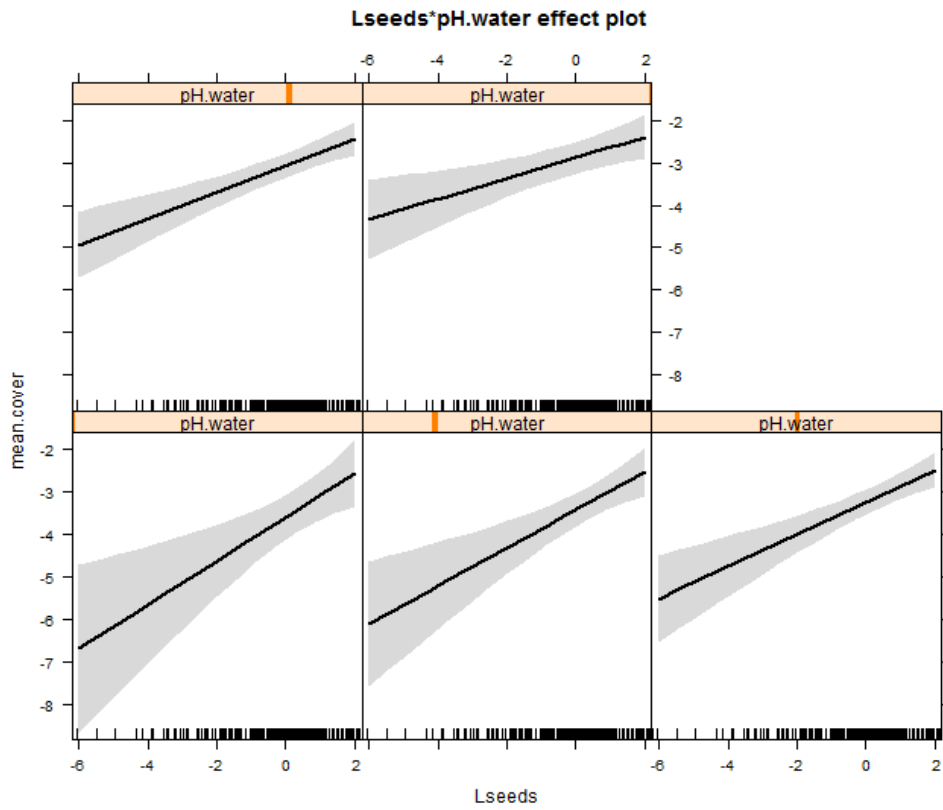 Lseeds*pH.water effect plot
-6 -4 -2 0 2
pH.water pH.water
-2
-3
-4
-5
-6
-7
-8
pH.water pH.water pH.water
-2
-3
-4
-5
-6
-7
-8
mean.cover
-6 -4 -2 0 2 -6 -4 -2 0 2
Lseeds